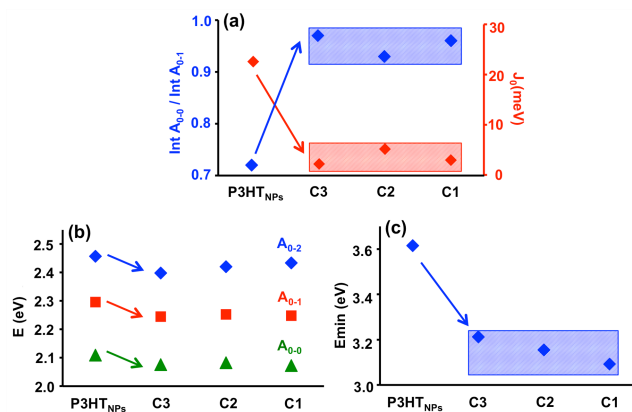 (a)
Int A0-0 / Int A0-1
1.0
0.9
0.8
0.7
30
20
10
0
J0(meV)
P3HTNPs C3 C2 C1
(b)
E (eV)
2.5
2.4
2.3
2.2
2.1
2.0
A0-2
A0-1
A0-0
P3HTNPs C3 C2 C1
(c)
Emin (eV)
3.6
3.4
3.2
3.0
P3HTNPs C3 C2 C1